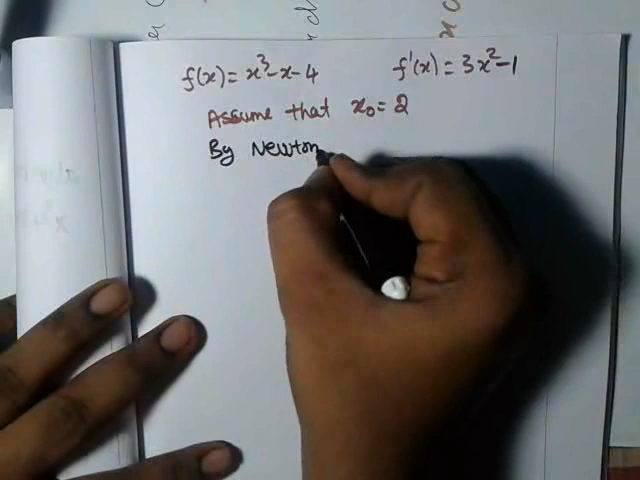 f(x) = x³-x-4 f'(x) = 3x²-1
Assume that x₀ = 2
By Newton